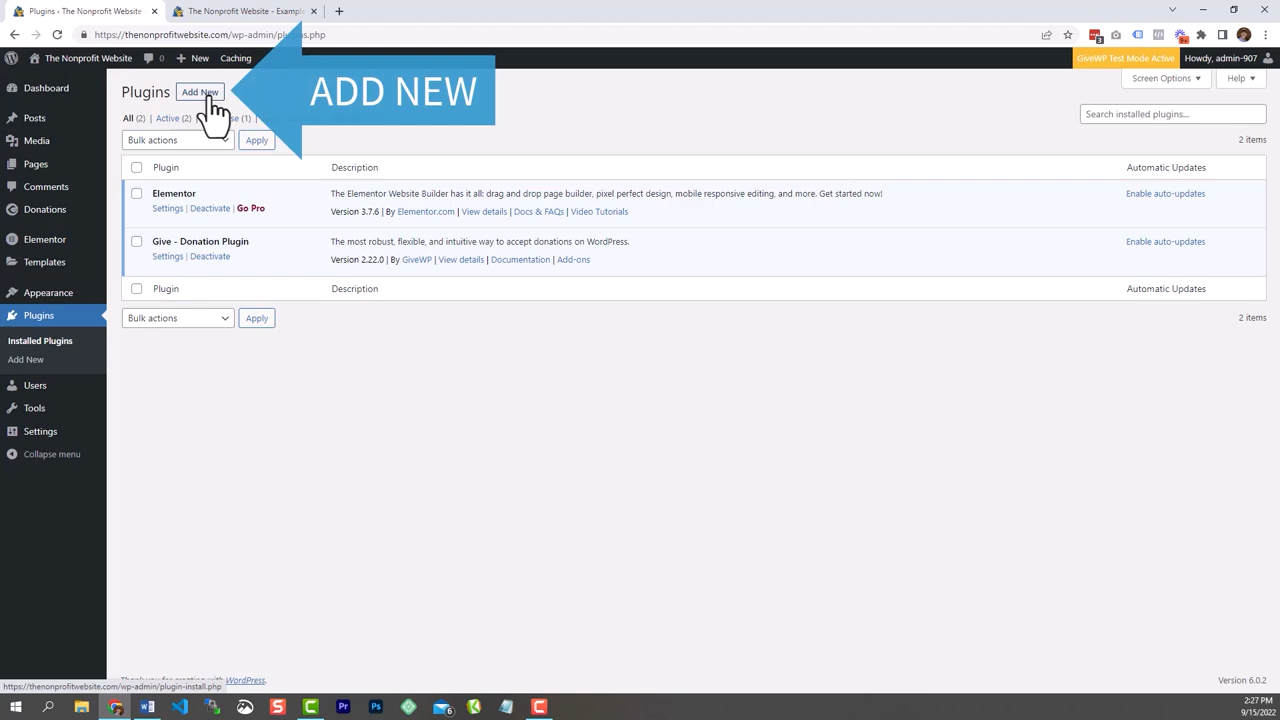 Plugins ‹ The Nonprofit Website
The Nonprofit Website - Example
https://thenonprofitwebsite.com/wp-admin/plugins.php
3
9+
The Nonprofit Website
0
New
Caching
GiveWP Test Mode Active
Howdy, admin-907
Dashboard
Posts
Media
Pages
Comments
Donations
Elementor
Templates
Appearance
Plugins
Installed Plugins
Add New
Users
Tools
Settings
Collapse menu
Plugins
Add New
ADD NEW
Screen Options
Help
All (2) | Active (2)
(1)
Search installed plugins...
Bulk actions
Apply
2 items
Plugin
Description
Automatic Updates
Elementor
Settings | Deactivate | Go Pro
The Elementor Website Builder has it all: drag and drop page builder, pixel perfect design, mobile responsive editing, and more. Get started now!
Version 3.7.6 | By Elementor.com | View details | Docs & FAQs | Video Tutorials
Enable auto-updates
Give - Donation Plugin
Settings | Deactivate
The most robust, flexible, and intuitive way to accept donations on WordPress.
Version 2.22.0 | By GiveWP | View details | Documentation | Add-ons
Enable auto-updates
Plugin
Description
Automatic Updates
Bulk actions
Apply
2 items
WordPress.
Version 6.0.2
https://thenonprofitwebsite.com/wp-admin/plugin-install.php
6
2:27 PM
9/15/2022